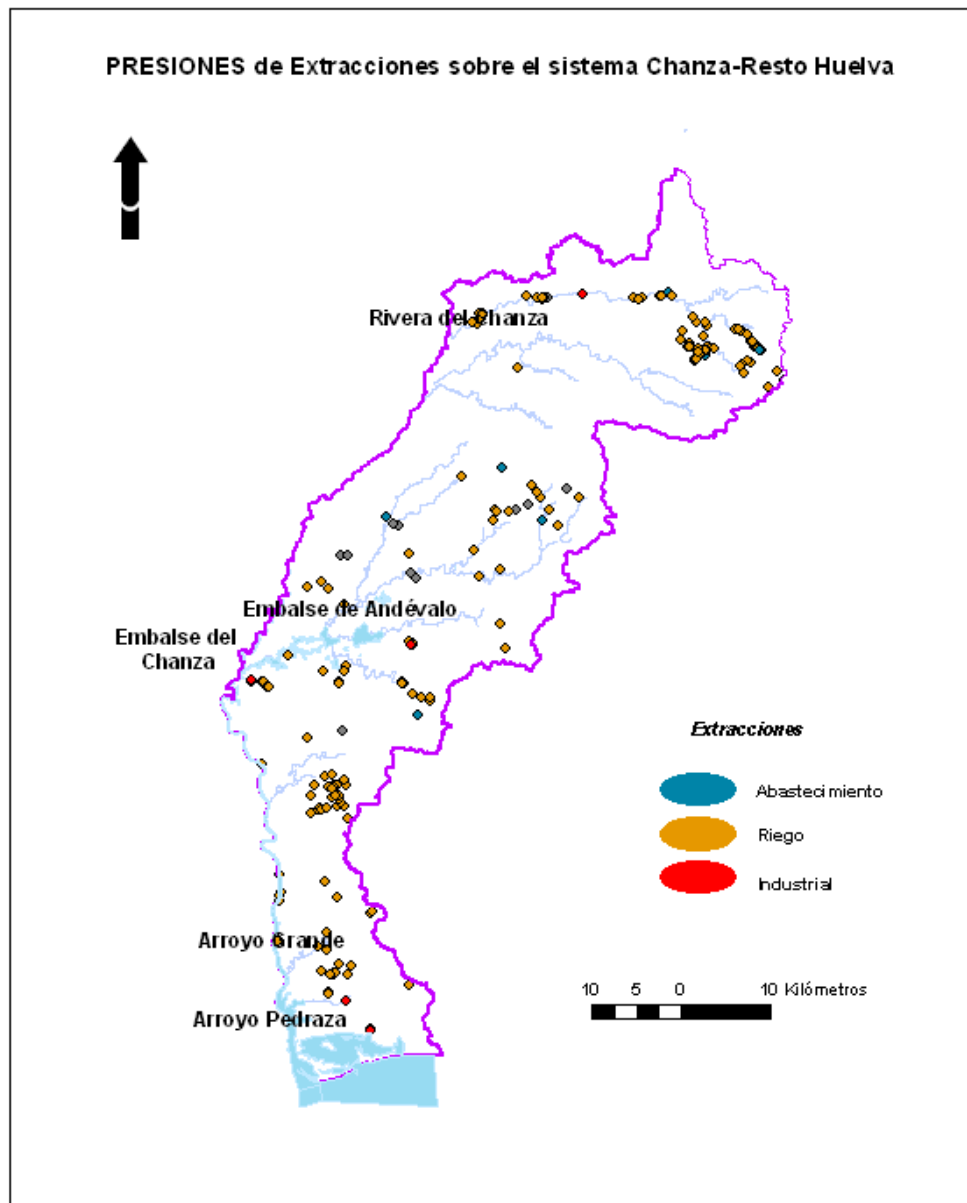 PRESIONES de Extracciones sobre el sistema Chanza-Resto Huelva
Rivera del Chanza
Embalse de Andévalo
Embalse del
Chanza
Extracciones
Abastecimiento
Riego
Industrial
Arroyo Grande
10 5 0 10 Kilómetros
Arroyo Pedraza